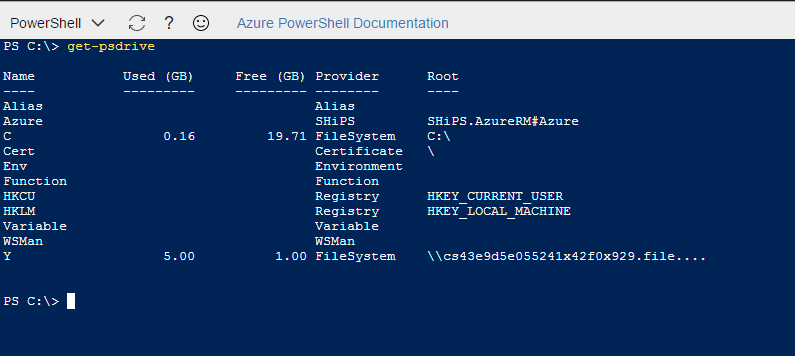 PowerShell ? Azure PowerShell Documentation
PS C:\> get-psdrive
Name Used (GB) Free (GB) Provider Root
---- --------- --------- -------- ----
Alias Alias
Azure SHiPS SHiPS.AzureRM#Azure
C 0.16 19.71 FileSystem C:\
Cert Certificate \
Env Environment
Function Function
HKCU Registry HKEY_CURRENT_USER
HKLM Registry HKEY_LOCAL_MACHINE
Variable Variable
WSMan WSMan
Y 5.00 1.00 FileSystem \\cs43e9d5e055241x42f0x929.file....
PS C:\>